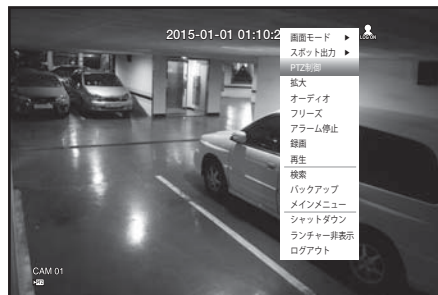 2015-01-01 01:10:2
LOG ON
画面モード ▶
スポット出力 ▶
PTZ制御
拡大
オーディオ
フリーズ
アラーム停止
録画
再生
検索
バックアップ
メインメニュー
シャットダウン
ランチャー非表示
ログアウト
CAM 01